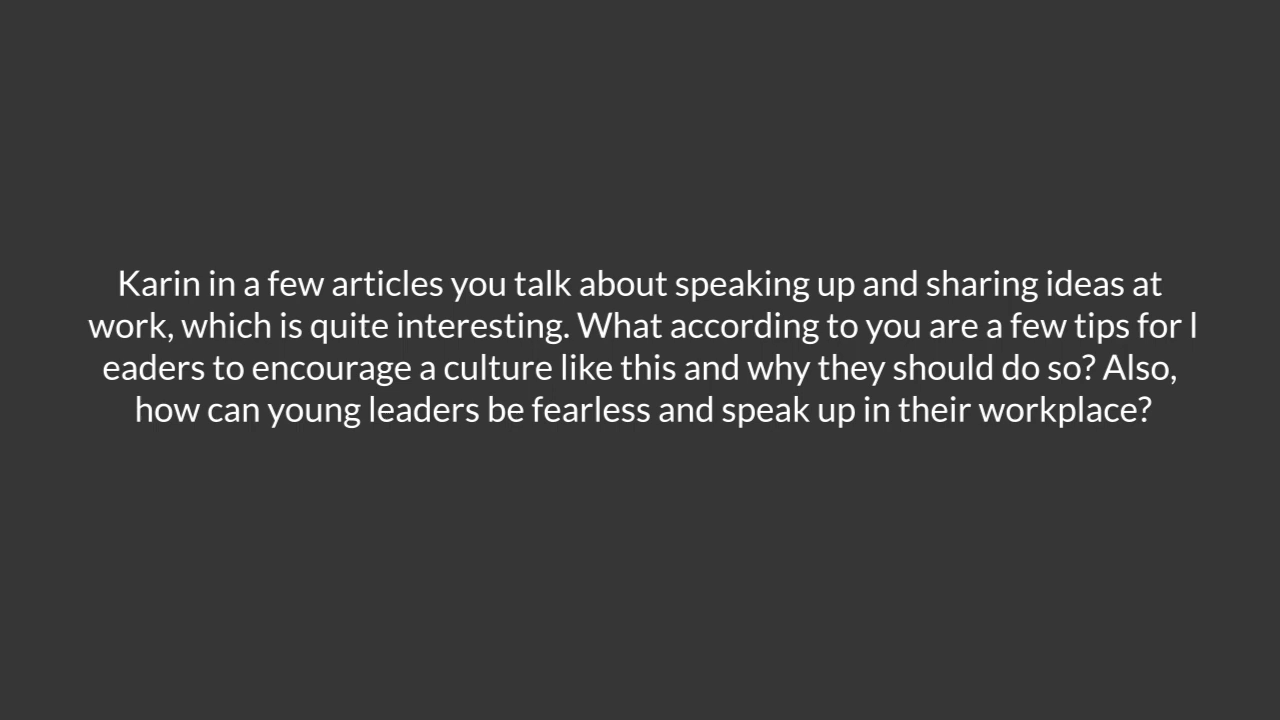 Karin in a few articles you talk about speaking up and sharing ideas at
work, which is quite interesting. What according to you are a few tips for l
eaders to encourage a culture like this and why they should do so? Also,
how can young leaders be fearless and speak up in their workplace?